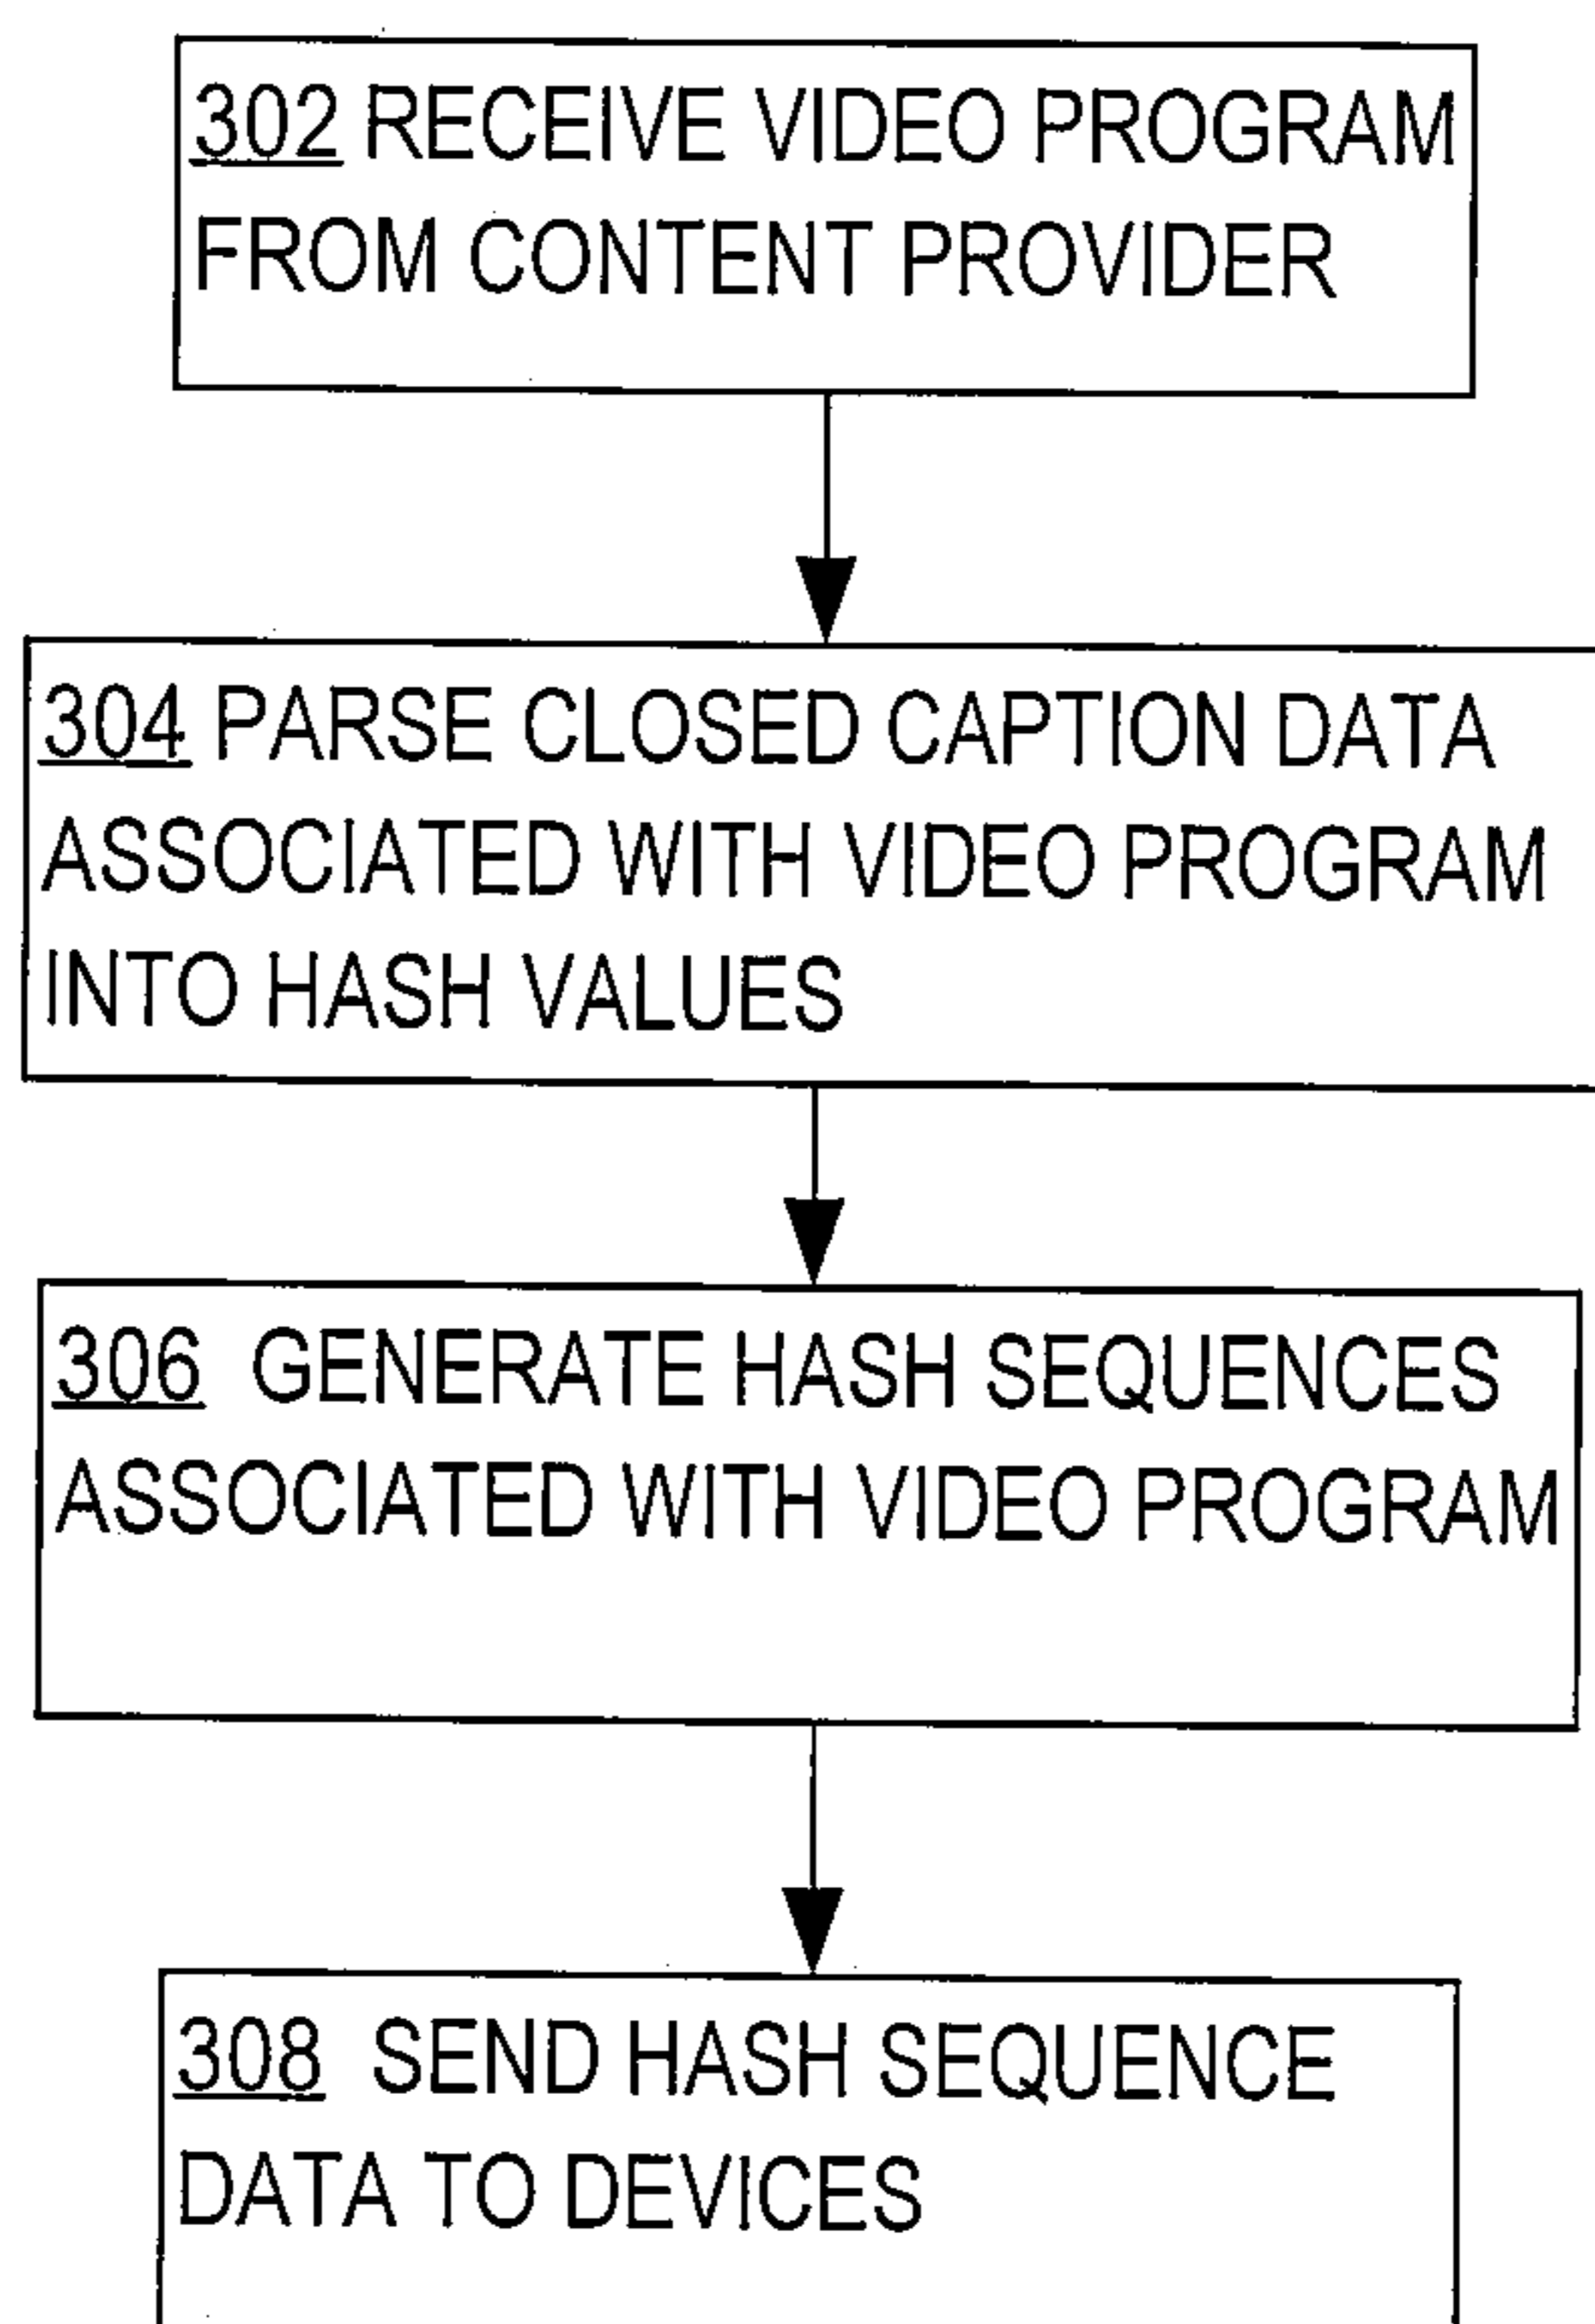 302 RECEIVE VIDEO PROGRAM
FROM CONTENT PROVIDER
304 PARSE CLOSED CAPTION DATA
ASSOCIATED WITH VIDEO PROGRAM
INTO HASH VALUES
306 GENERATE HASH SEQUENCES
ASSOCIATED WITH VIDEO PROGRAM
308 SEND HASH SEQUENCE
DATA TO DEVICES